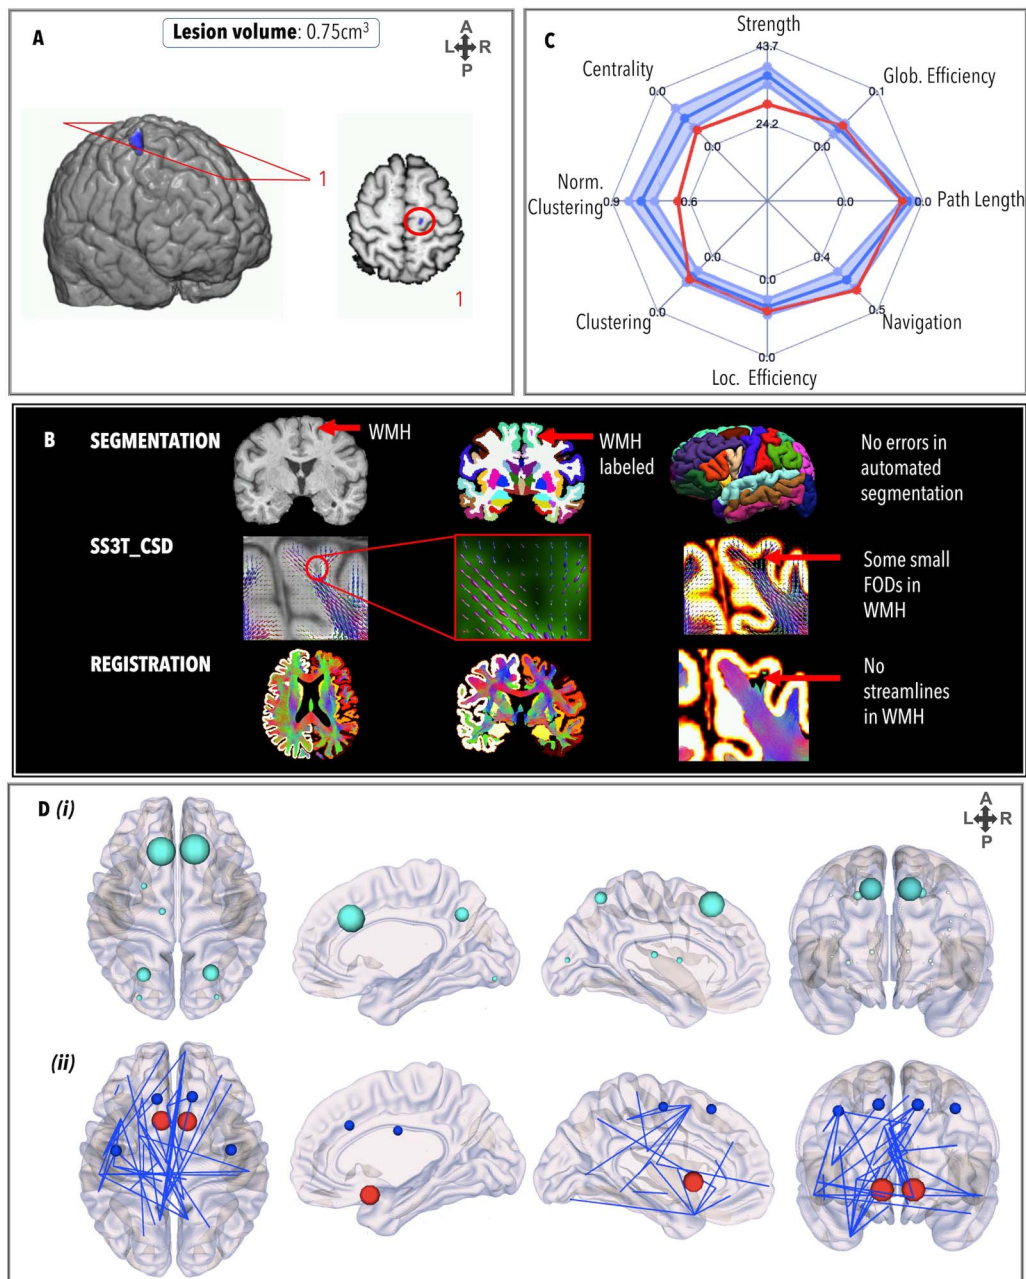 A
Lesion volume: 0.75cm³
A
L R
P
1
1
C
Strength
43.7
Centrality
Glob. Efficiency
0.0
0.1
24.2
0.0
0.0
Norm.
Clustering
0.9
0.6
0.0
0.0
Path Length
0.0
0.4
0.0
Clustering
0.0
0.5
Navigation
0.0
Loc. Efficiency
B
SEGMENTATION
WMH
WMH
labeled
No errors in
automated
segmentation
SS3T_CSD
Some small
FODs in
WMH
REGISTRATION
No
streamlines
in WMH
D (i)
A
L R
P
(ii)